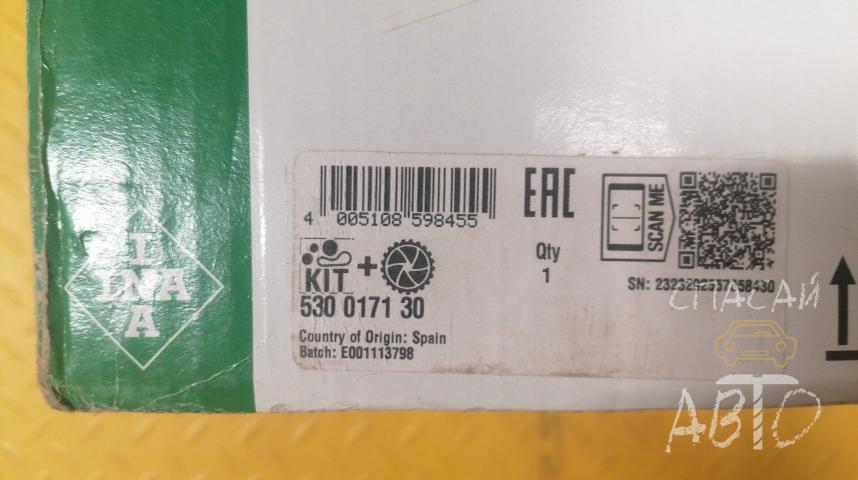 I
INA
A
4 005108 598455
EAC
SCAN ME
KIT +
Qty
1
530 0171 30
Country of Origin: Spain
Batch: E001113798
SN:
СПАСАЙ
АВТО